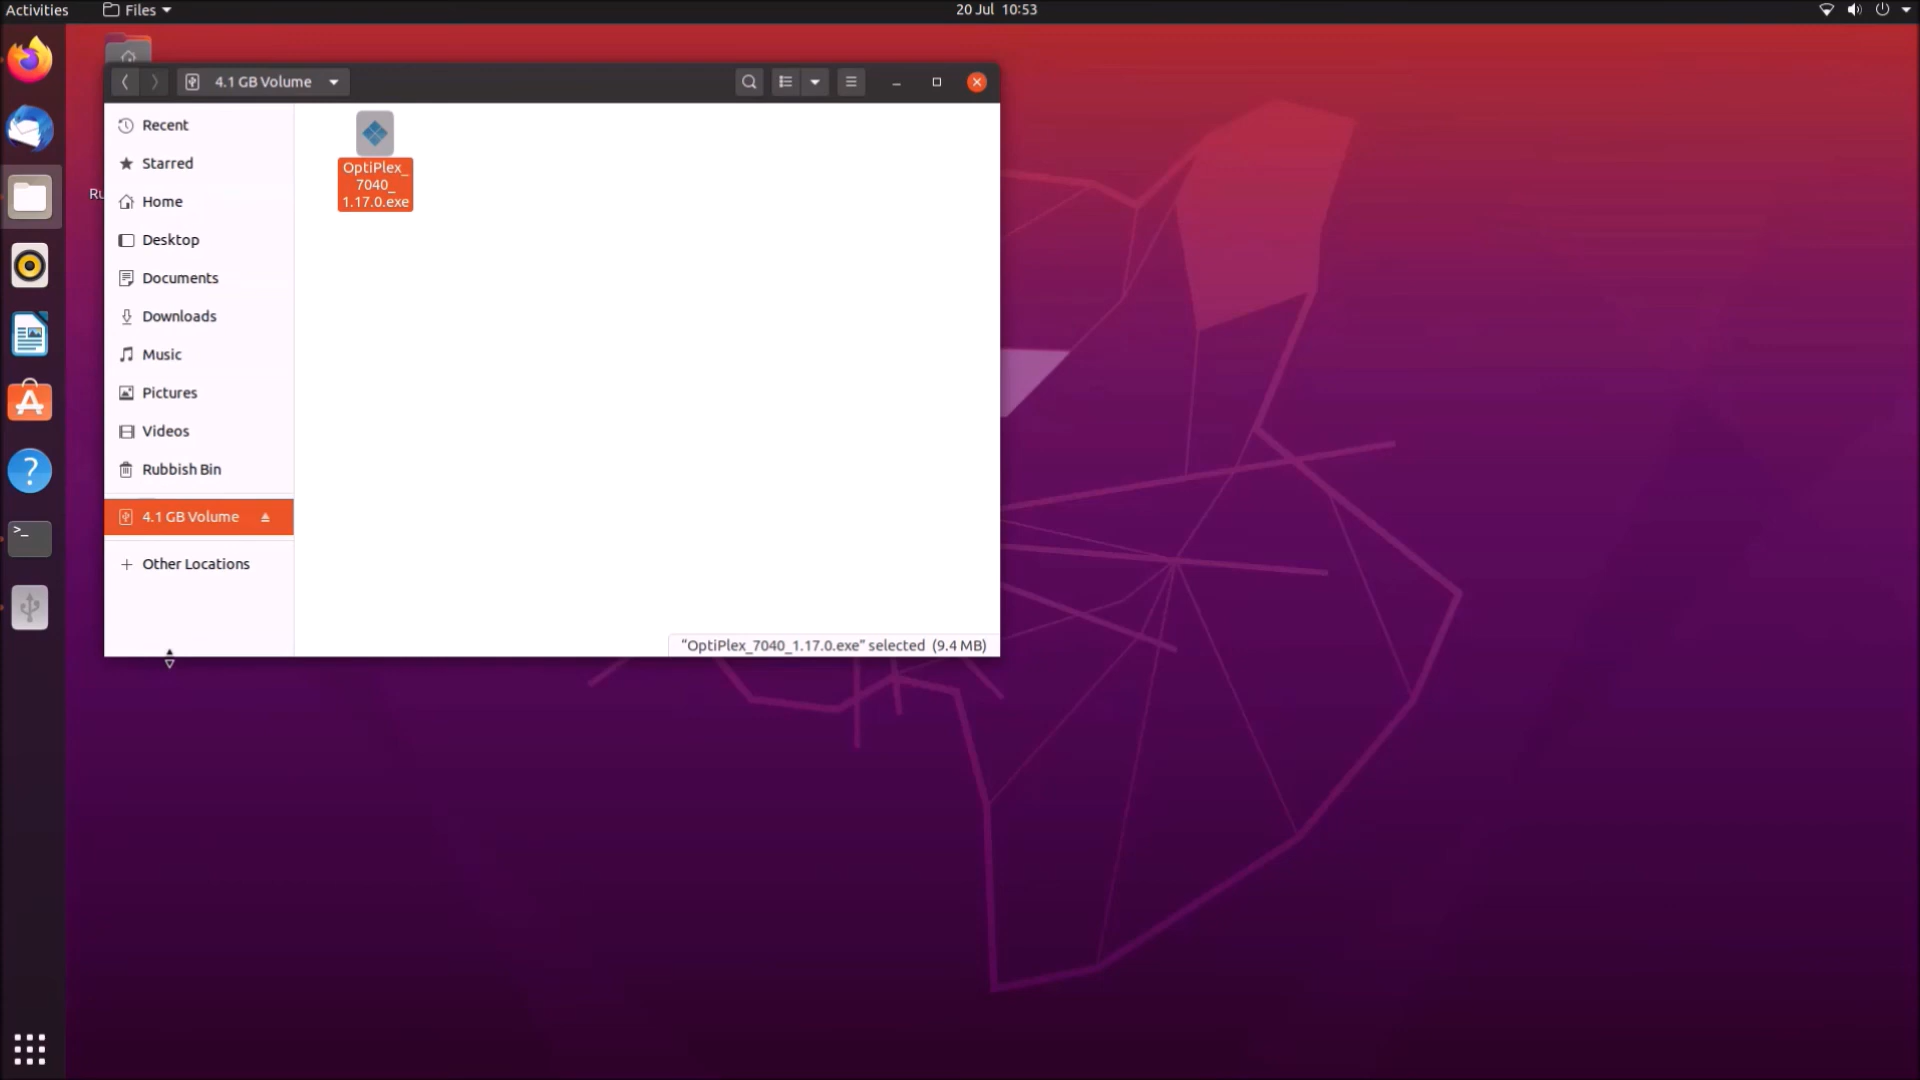 Activities
Files
20 Jul 10:53
4.1 GB Volume
Ru
Recent
Starred
Home
Desktop
Documents
Downloads
Music
Pictures
Videos
Rubbish Bin
4.1 GB Volume
Other Locations
OptiPlex_
7040_
1.17.0.exe
"OptiPlex_7040_1.17.0.exe" selected (9.4 MB)